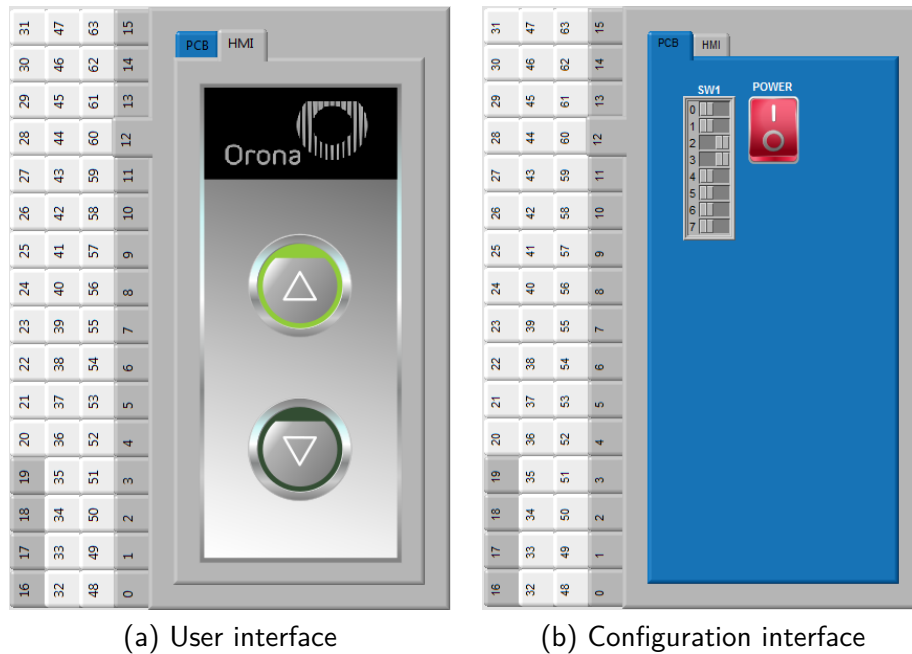 31 47 63 15
30 46 62 14
29 45 61 13
28 44 60 12
27 43 59 11
26 42 58 10
25 41 57 9
24 40 56 8
23 39 55 7
22 38 54 6
21 37 53 5
20 36 52 4
19 35 51 3
18 34 50 2
17 33 49 1
16 32 48 0
PCB HMI
Orona
(a) User interface
31 47 63 15
30 46 62 14
29 45 61 13
28 44 60 12
27 43 59 11
26 42 58 10
25 41 57 9
24 40 56 8
23 39 55 7
22 38 54 6
21 37 53 5
20 36 52 4
19 35 51 3
18 34 50 2
17 33 49 1
16 32 48 0
PCB HMI
SW1 POWER
0
1
2
3
4
5
6
7
(b) Configuration interface